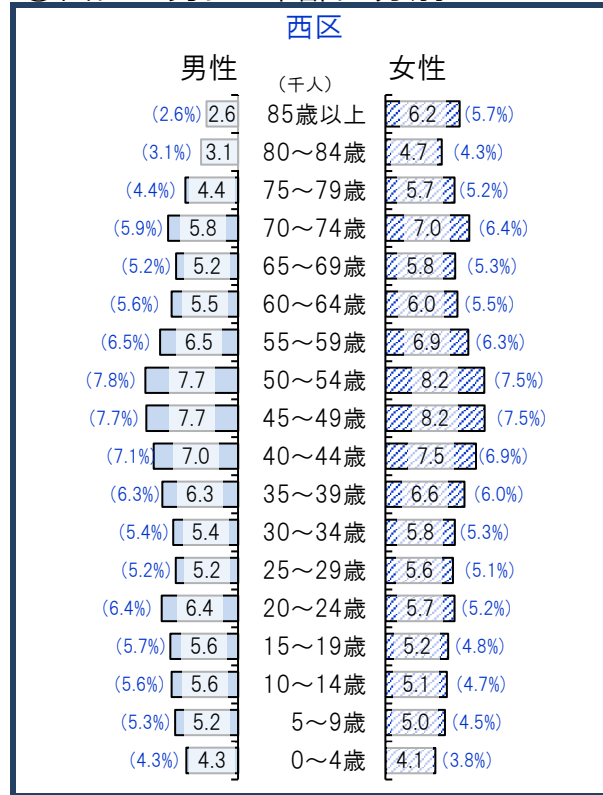 西区
男性 (千人) 女性
(2.6%) 2.6 85歳以上 6.2 (5.7%)
(3.1%) 3.1 80～84歳 4.7 (4.3%)
(4.4%) 4.4 75～79歳 5.7 (5.2%)
(5.9%) 5.8 70～74歳 7.0 (6.4%)
(5.2%) 5.2 65～69歳 5.8 (5.3%)
(5.6%) 5.5 60～64歳 6.0 (5.5%)
(6.5%) 6.5 55～59歳 6.9 (6.3%)
(7.8%) 7.7 50～54歳 8.2 (7.5%)
(7.7%) 7.7 45～49歳 8.2 (7.5%)
(7.1%) 7.0 40～44歳 7.5 (6.9%)
(6.3%) 6.3 35～39歳 6.6 (6.0%)
(5.4%) 5.4 30～34歳 5.8 (5.3%)
(5.2%) 5.2 25～29歳 5.6 (5.1%)
(6.4%) 6.4 20～24歳 5.7 (5.2%)
(5.7%) 5.6 15～19歳 5.2 (4.8%)
(5.6%) 5.6 10～14歳 5.1 (4.7%)
(5.3%) 5.2 5～9歳 5.0 (4.5%)
(4.3%) 4.3 0～4歳 4.1 (3.8%)